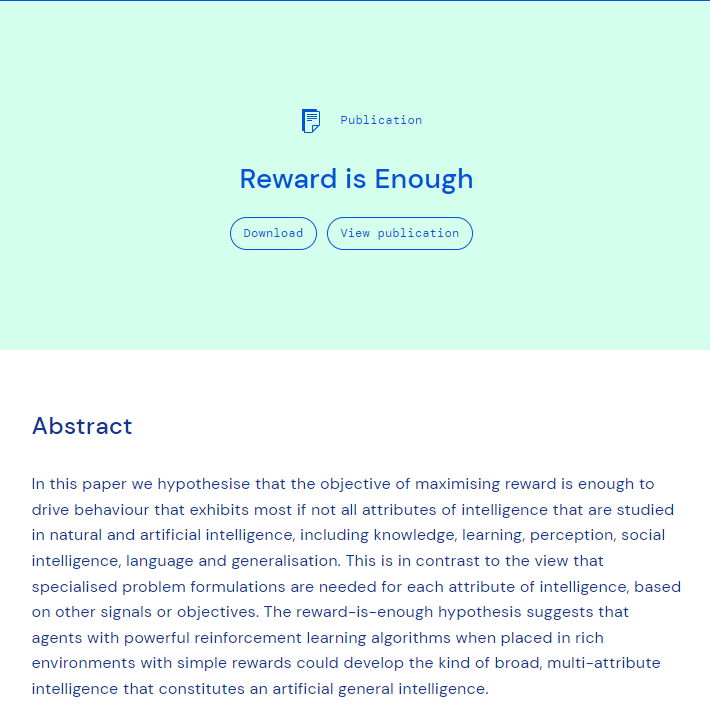 Publication
Reward is Enough
Download
View publication
Abstract
In this paper we hypothesise that the objective of maximising reward is enough to
drive behaviour that exhibits most if not all attributes of intelligence that are studied
in natural and artificial intelligence, including knowledge, learning, perception, social
intelligence, language and generalisation. This is in contrast to the view that
specialised problem formulations are needed for each attribute of intelligence, based
on other signals or objectives. The reward-is-enough hypothesis suggests that
agents with powerful reinforcement learning algorithms when placed in rich
environments with simple rewards could develop the kind of broad, multi-attribute
intelligence that constitutes an artificial general intelligence.